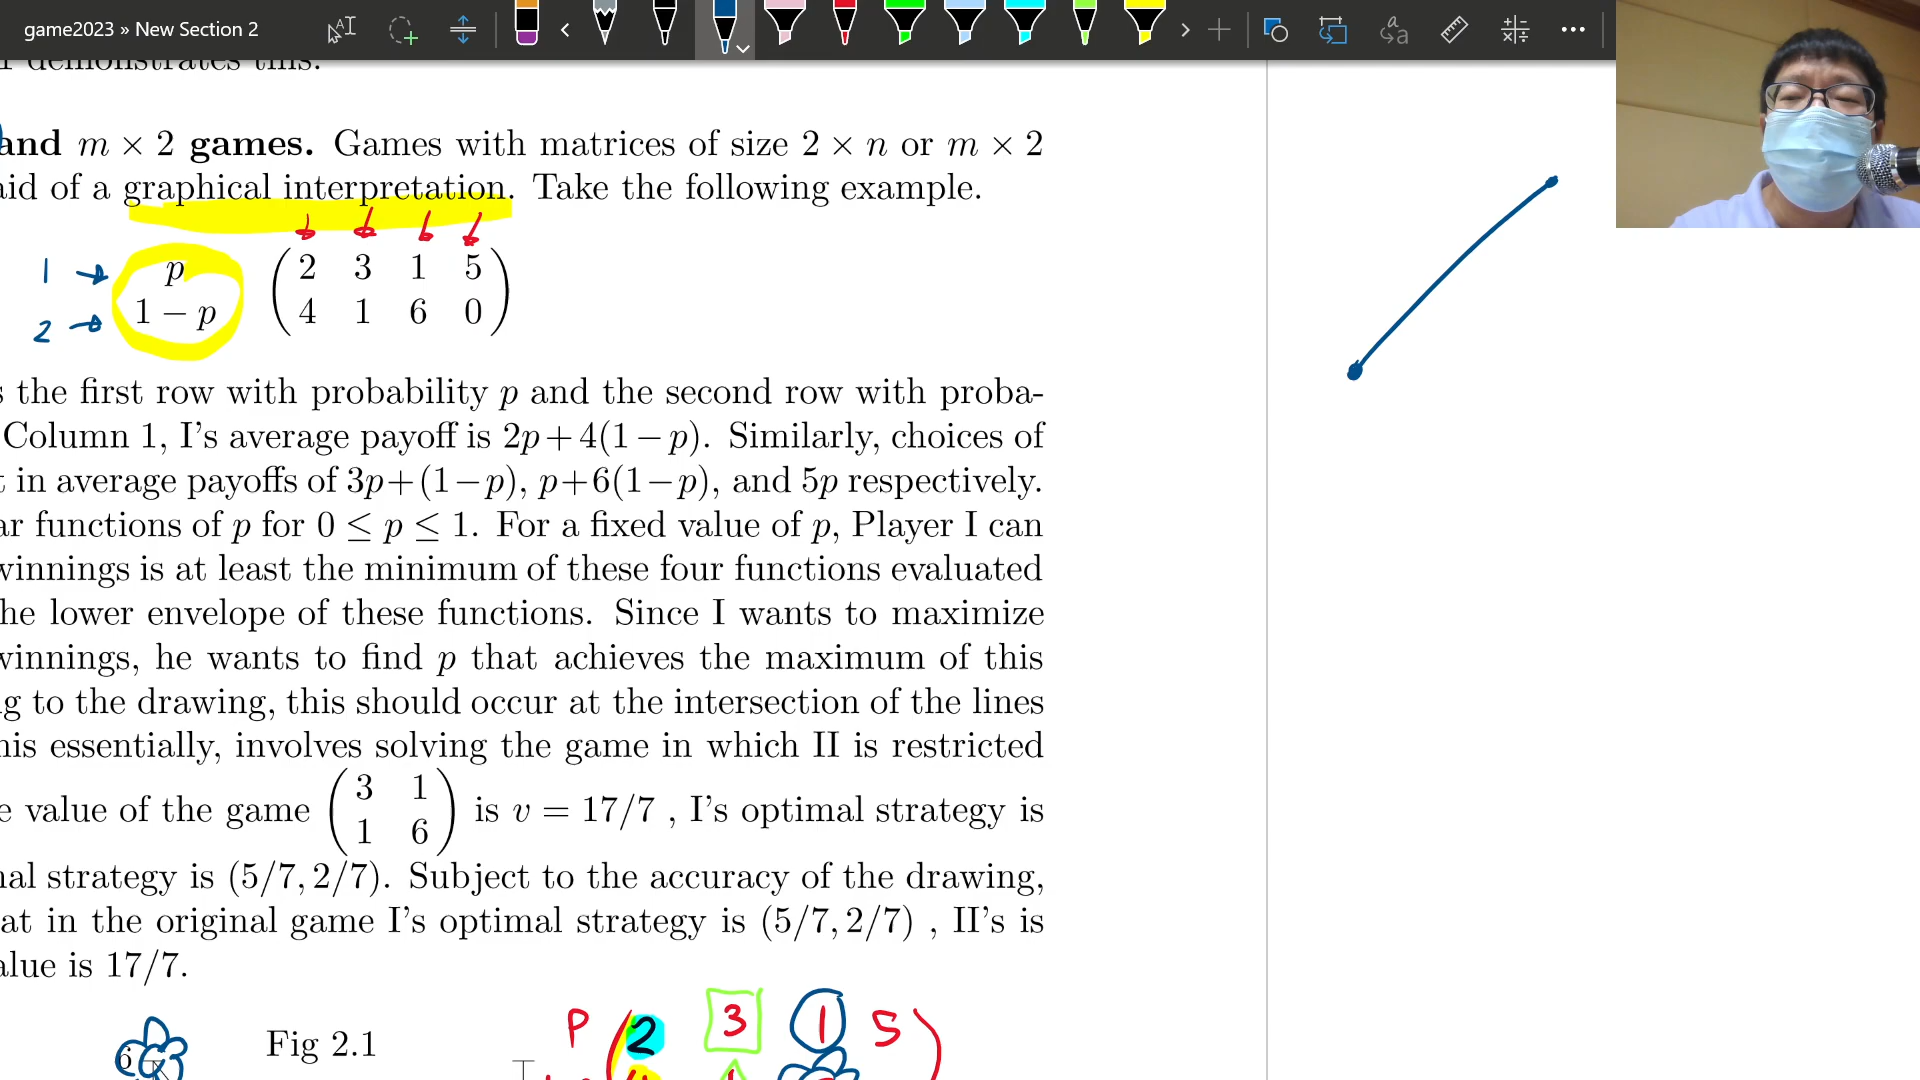 game2023 » New Section 2
demonstrates this.
and m × 2 games. Games with matrices of size 2 × n or m × 2
aid of a graphical interpretation. Take the following example.
1 → p ( 2 3 1 5 )
2 → 1 − p ( 4 1 6 0 )
s the first row with probability p and the second row with proba-
Column 1, I's average payoff is 2p+4(1−p). Similarly, choices of
t in average payoffs of 3p+(1−p), p+6(1−p), and 5p respectively.
ar functions of p for 0 ≤ p ≤ 1. For a fixed value of p, Player I can
winnings is at least the minimum of these four functions evaluated
he lower envelope of these functions. Since I wants to maximize
winnings, he wants to find p that achieves the maximum of this
g to the drawing, this should occur at the intersection of the lines
his essentially, involves solving the game in which II is restricted
e value of the game ( 3 1 ; 1 6 ) is v = 17/7 , I's optimal strategy is
nal strategy is (5/7, 2/7). Subject to the accuracy of the drawing,
at in the original game I's optimal strategy is (5/7, 2/7) , II's is
alue is 17/7.
Fig 2.1
P ( 2 3 1 5 )
6